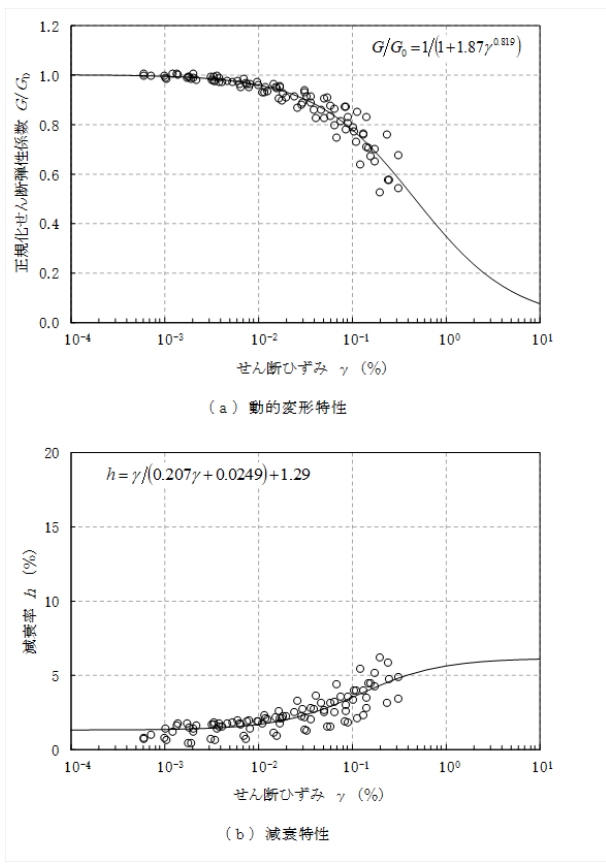 G/G₀ = 1/(1+1.87γ^0.819)
正規化せん断弾性係数 G/G₀
1.0
0.8
0.6
0.4
0.2
0.0
10⁻⁴ 10⁻³ 10⁻² 10⁻¹ 10⁰ 10¹
せん断ひずみ γ (%)
(a) 動的変形特性
h = γ/(0.207γ + 0.0249) + 1.29
減衰率 h (%)
20
15
10
5
0
10⁻⁴ 10⁻³ 10⁻² 10⁻¹ 10⁰ 10¹
せん断ひずみ γ (%)
(b) 減衰特性